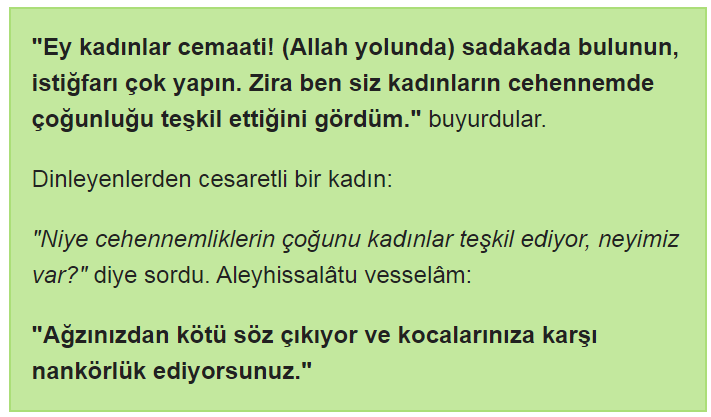 "Ey kadınlar cemaati! (Allah yolunda) sadakada bulunun,
istiğfarı çok yapın. Zira ben siz kadınların cehennemde
çoğunluğu teşkil ettiğini gördüm." buyurdular.
Dinleyenlerden cesaretli bir kadın:
"Niye cehennemliklerin çoğunu kadınlar teşkil ediyor, neyimiz
var?" diye sordu. Aleyhissalâtu vesselâm:
"Ağzınızdan kötü söz çıkıyor ve kocalarınıza karşı
nankörlük ediyorsunuz."